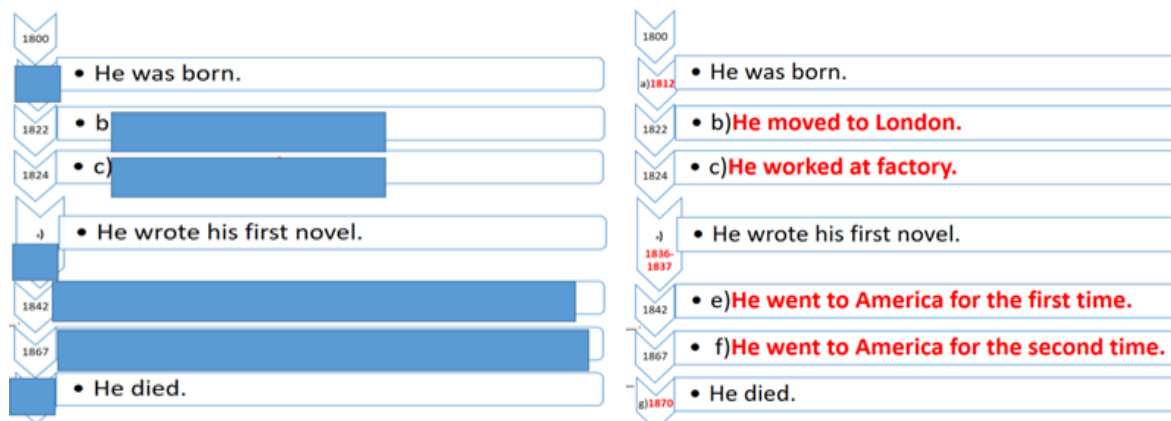 1800
• He was born.
1822
• b
1824
• c)
• He wrote his first novel.
1842
1867
• He died.
1800
a)1812
• He was born.
1822
• b)He moved to London.
1824
• c)He worked at factory.
1836-
1837
• He wrote his first novel.
1842
• e)He went to America for the first time.
1867
• f)He went to America for the second time.
g)1870
• He died.